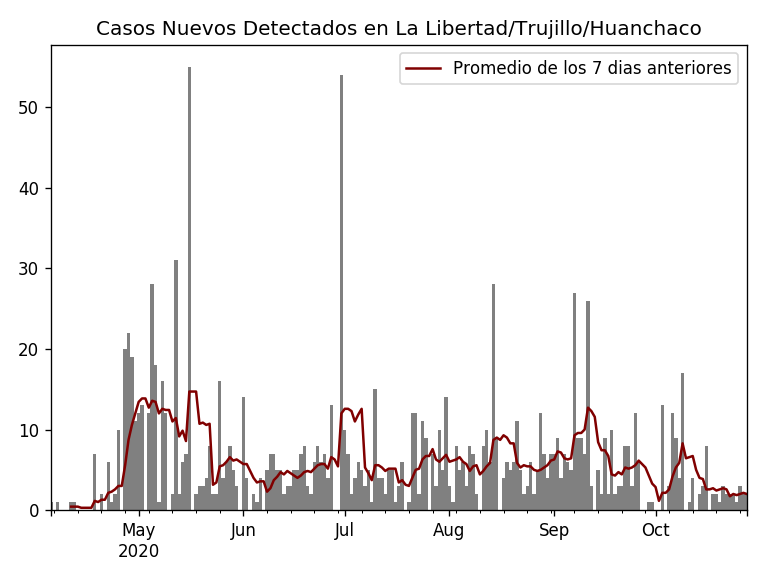 Casos Nuevos Detectados en La Libertad/Trujillo/Huanchaco
Promedio de los 7 dias anteriores
50
40
30
20
10
0
May Jun Jul Aug Sep Oct
2020